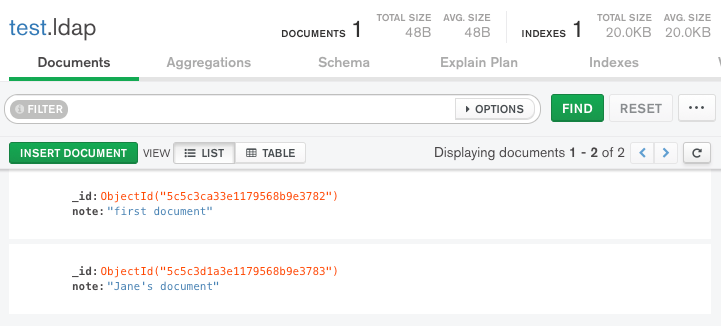 test.ldap
DOCUMENTS 1 TOTAL SIZE 48B AVG. SIZE 48B INDEXES 1 TOTAL SIZE 20.0KB AVG. SIZE 20.0KB
Documents Aggregations Schema Explain Plan Indexes
FILTER OPTIONS FIND RESET ...
INSERT DOCUMENT VIEW LIST TABLE Displaying documents 1 - 2 of 2
_id: ObjectId("5c5c3ca33e1179568b9e3782")
note: "first document"
_id: ObjectId("5c5c3d1a3e1179568b9e3783")
note: "Jane's document"